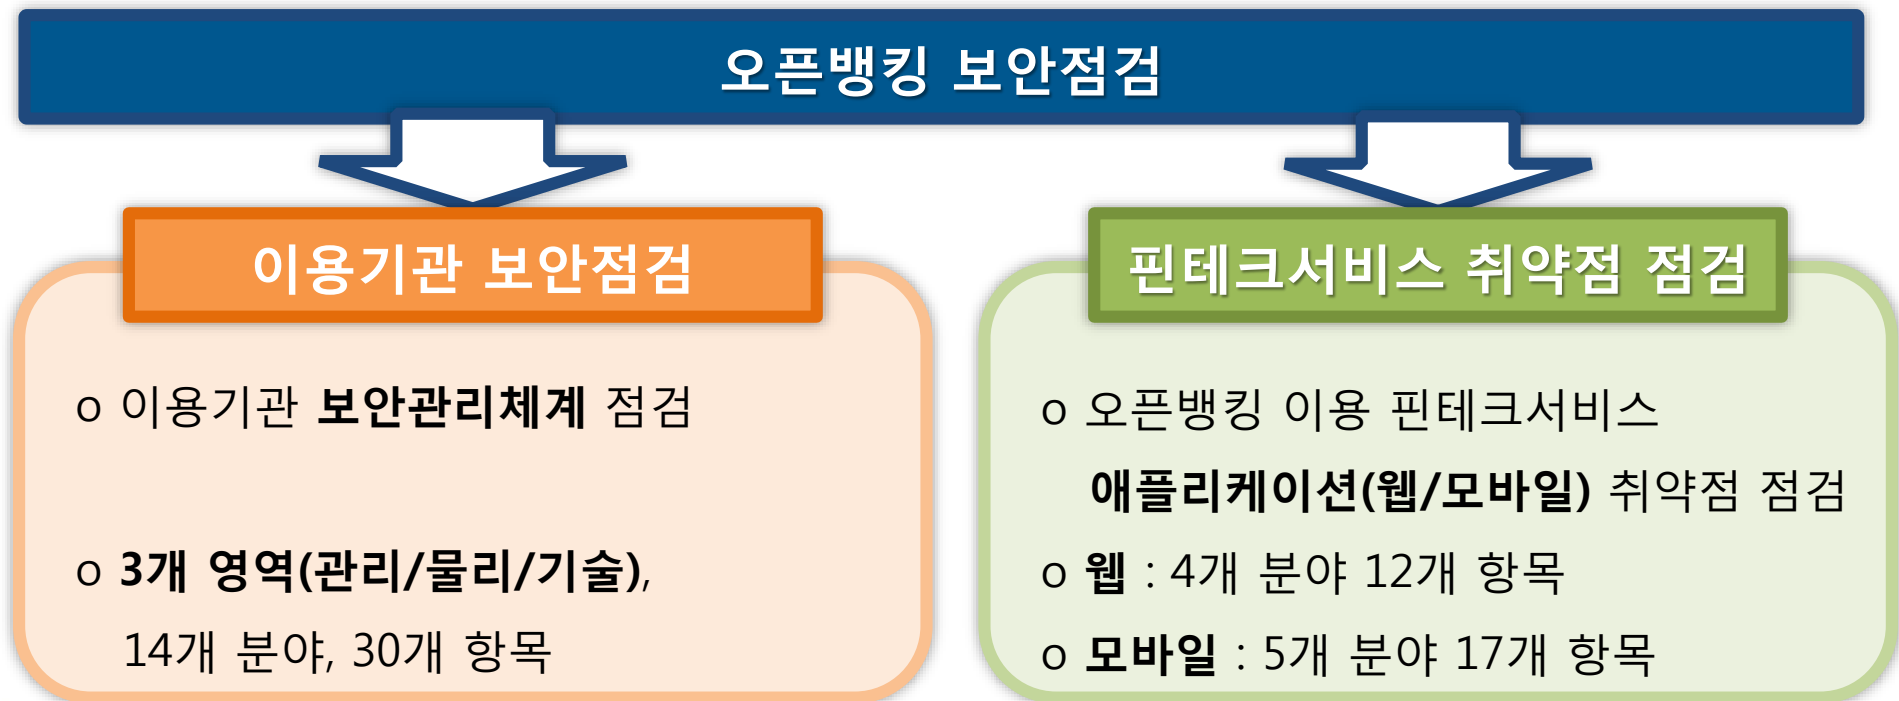 오픈뱅킹 보안점검
이용기관 보안점검
o 이용기관 보안관리체계 점검
o 3개 영역(관리/물리/기술),
14개 분야, 30개 항목
핀테크서비스 취약점 점검
o 오픈뱅킹 이용 핀테크서비스
애플리케이션(웹/모바일) 취약점 점검
o 웹 : 4개 분야 12개 항목
o 모바일 : 5개 분야 17개 항목